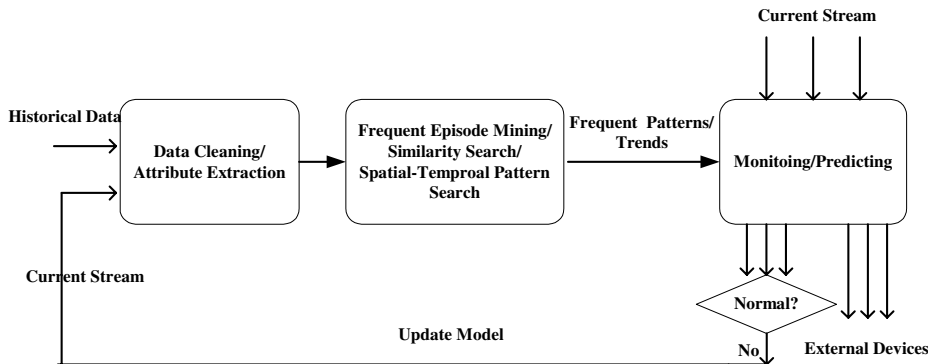 Current Stream
Historical Data
Data Cleaning/
Attribute Extraction
Frequent Episode Mining/
Similarity Search/
Spatial-Temproal Pattern
Search
Frequent Patterns/
Trends
Monitoing/Predicting
Current Stream
Normal?
Update Model
No
External Devices